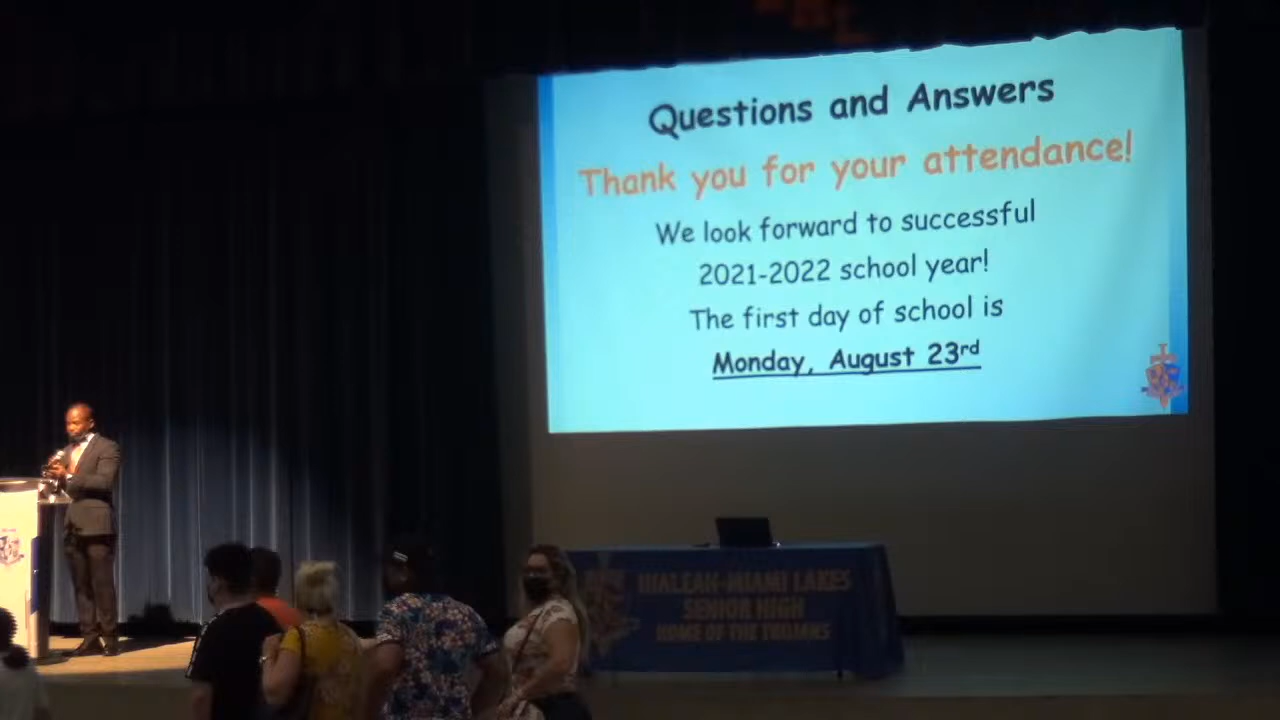 Questions and Answers
Thank you for your attendance!
We look forward to successful
2021-2022 school year!
The first day of school is
Monday, August 23rd
HIALEAH-MIAMI LAKES
SENIOR HIGH
HOME OF THE TROJANS